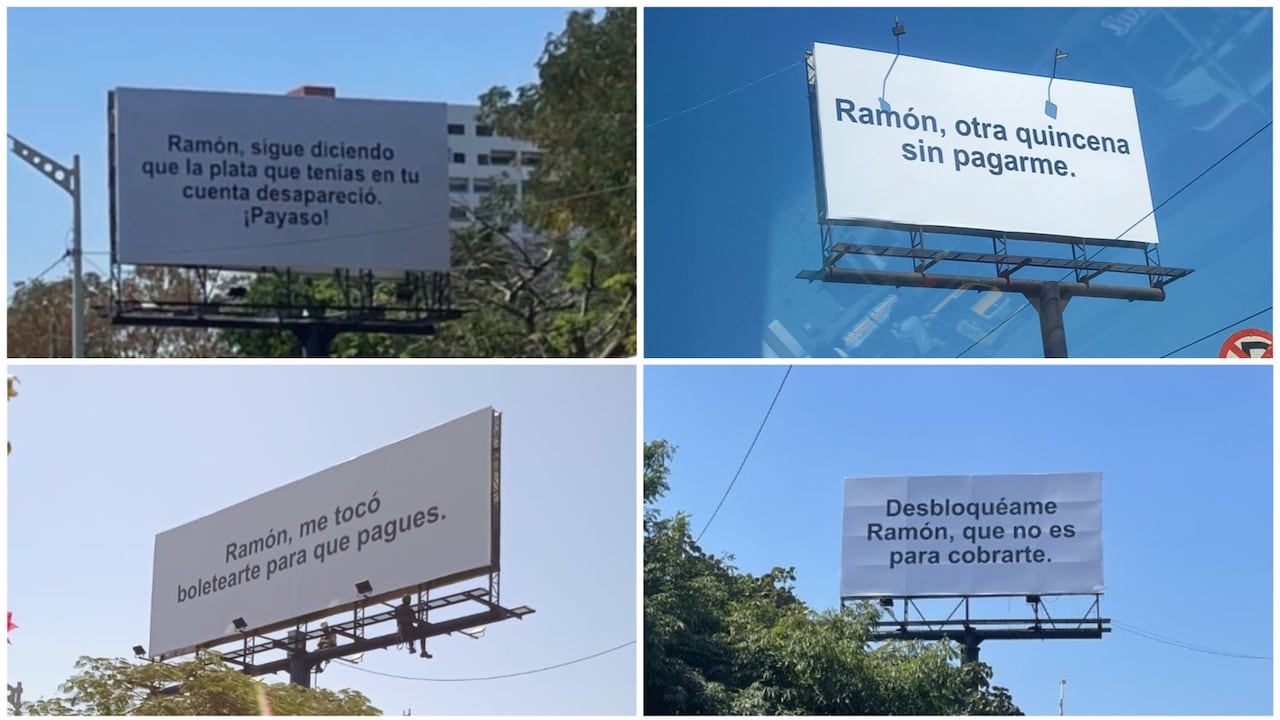 Ramón, sigue diciendo
que la plata que tenías en tu
cuenta desapareció.
¡Payaso!
Ramón, otra quincena
sin pagarme.
Ramón, me tocó
boletearte para que pagues.
Desbloquéame
Ramón, que no es
para cobrarte.